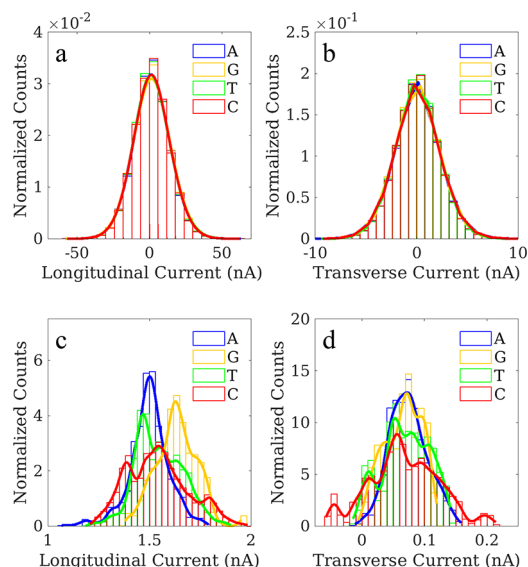 ×10⁻²
4
3
2
1
0
Normalized Counts
a
A
G
T
C
-50 0 50
Longitudinal Current (nA)
×10⁻¹
2.5
2
1.5
1
0.5
0
Normalized Counts
b
A
G
T
C
-10 0 10
Transverse Current (nA)
6
4
2
0
Normalized Counts
c
A
G
T
C
1 1.5 2
Longitudinal Current (nA)
20
15
10
5
0
Normalized Counts
d
A
G
T
C
0 0.1 0.2
Transverse Current (nA)